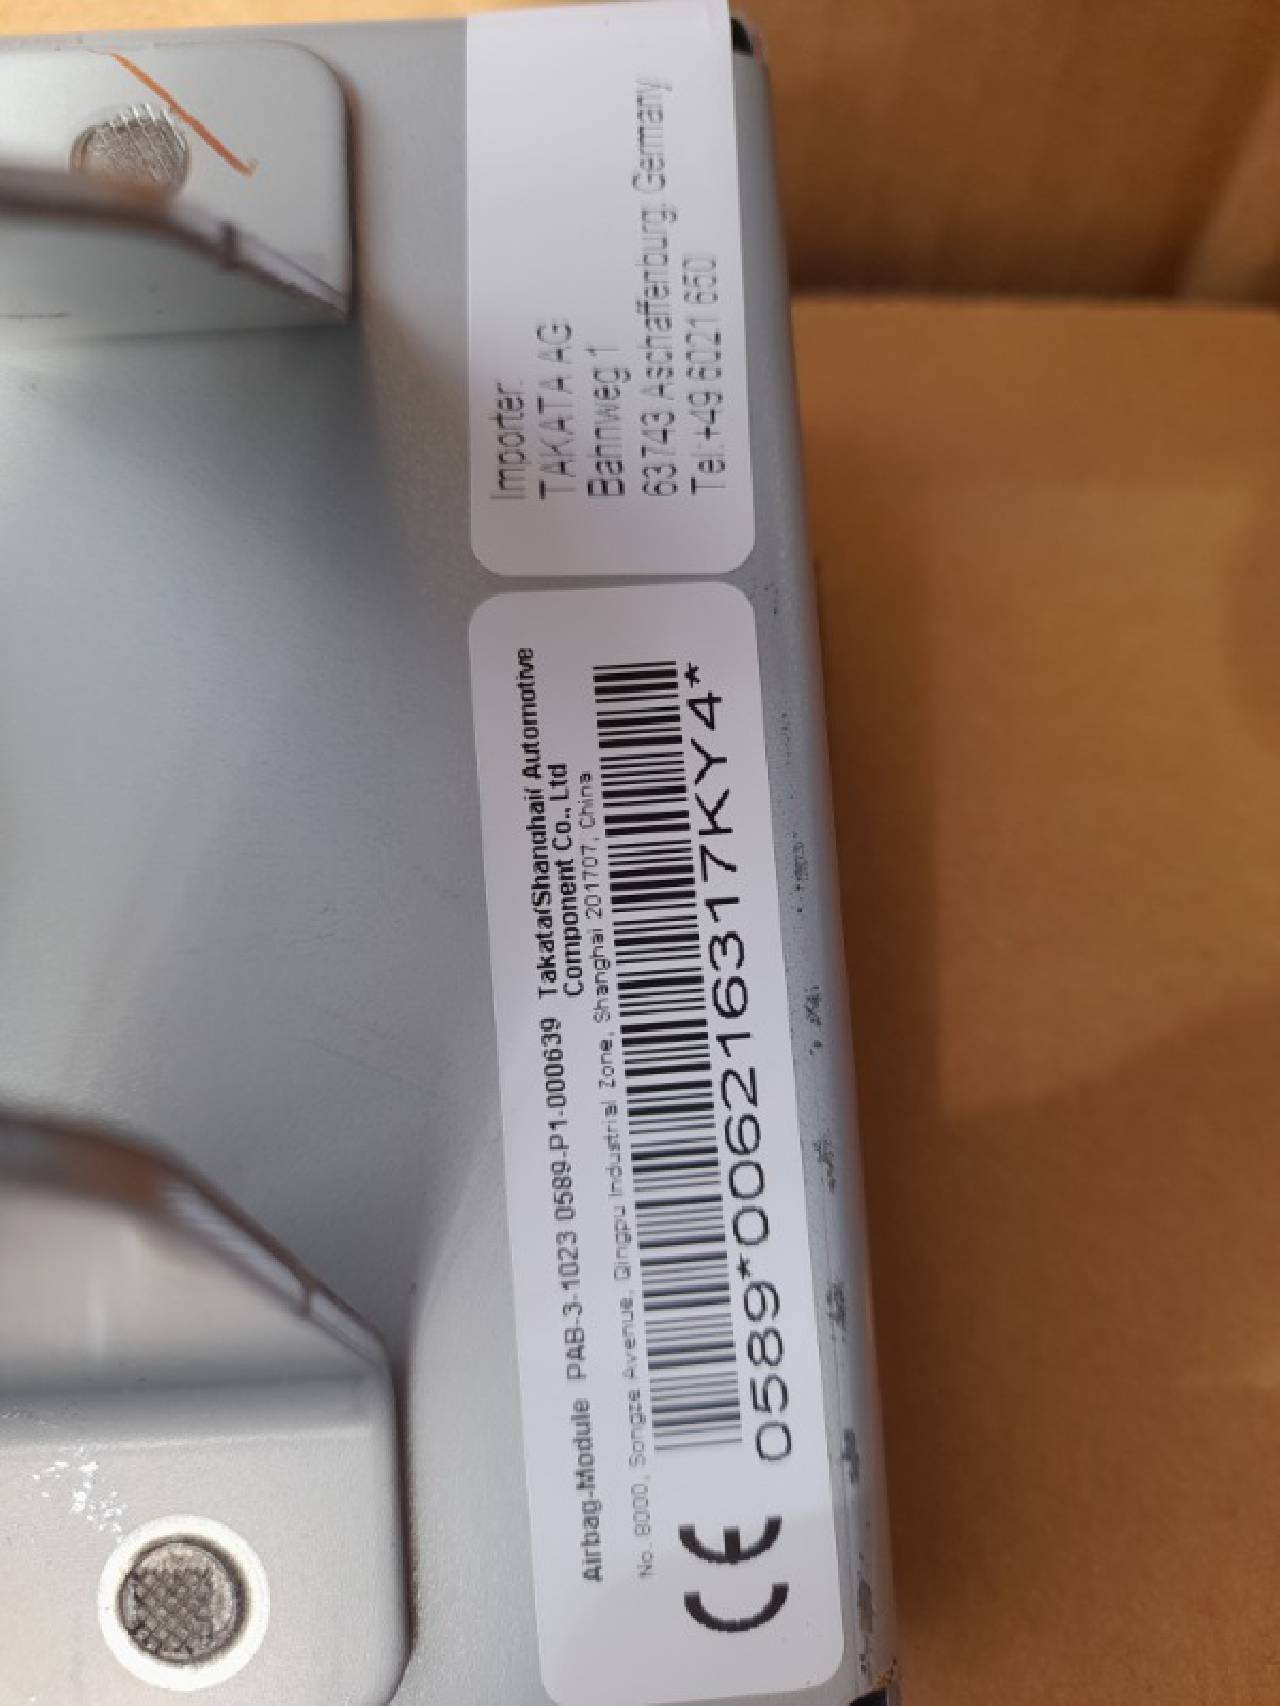 Importer:
TAKATA AG
Bahnweg 1
63743 Aschaffenburg, Germany
Tel.:+49 6021 650
Airbag-Module PAB-3-1023 0589-P1-000639 Takata(Shanghai) Automotive
Component Co., Ltd
No. 8000, Songze Avenue, Qingpu Industrial Zone, Shanghai 201707, China
CE 0589*006216317KY4*